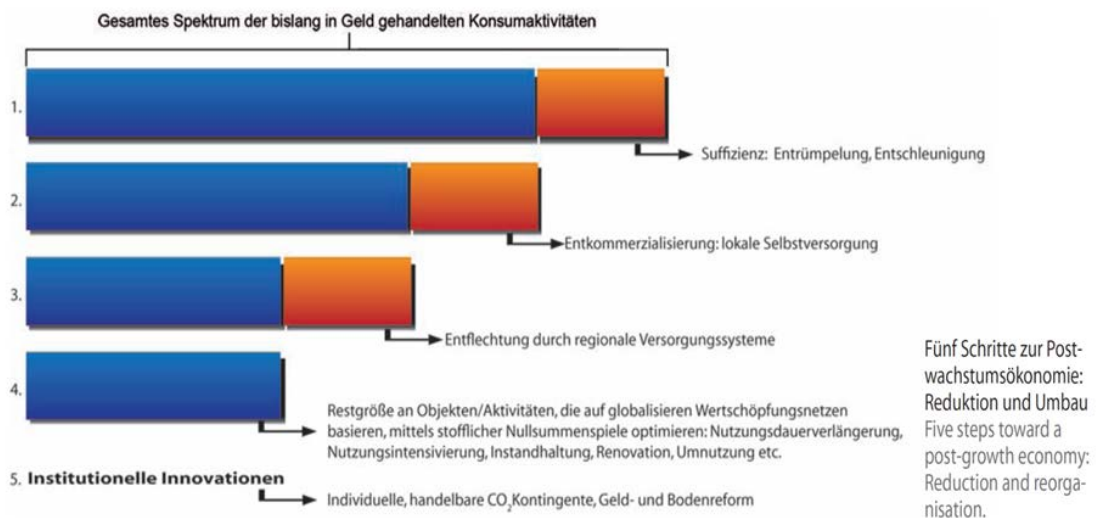 Gesamtes Spektrum der bislang in Geld gehandelten Konsumaktivitäten
1.
Suffizienz: Entrümpelung, Entschleunigung
2.
Entkommerzialisierung: lokale Selbstversorgung
3.
Entflechtung durch regionale Versorgungssysteme
4.
Restgröße an Objekten/Aktivitäten, die auf globalisieren Wertschöpfungsnetzen
basieren, mittels stofflicher Nullsummenspiele optimieren: Nutzungsdauerverlängerung,
Nutzungsintensivierung, Instandhaltung, Renovation, Umnutzung etc.
5. Institutionelle Innovationen
Individuelle, handelbare CO₂Kontingente, Geld- und Bodenreform
Fünf Schritte zur Post-
wachstumsökonomie:
Reduktion und Umbau
Five steps toward a
post-growth economy:
Reduction and reorga-
nisation.